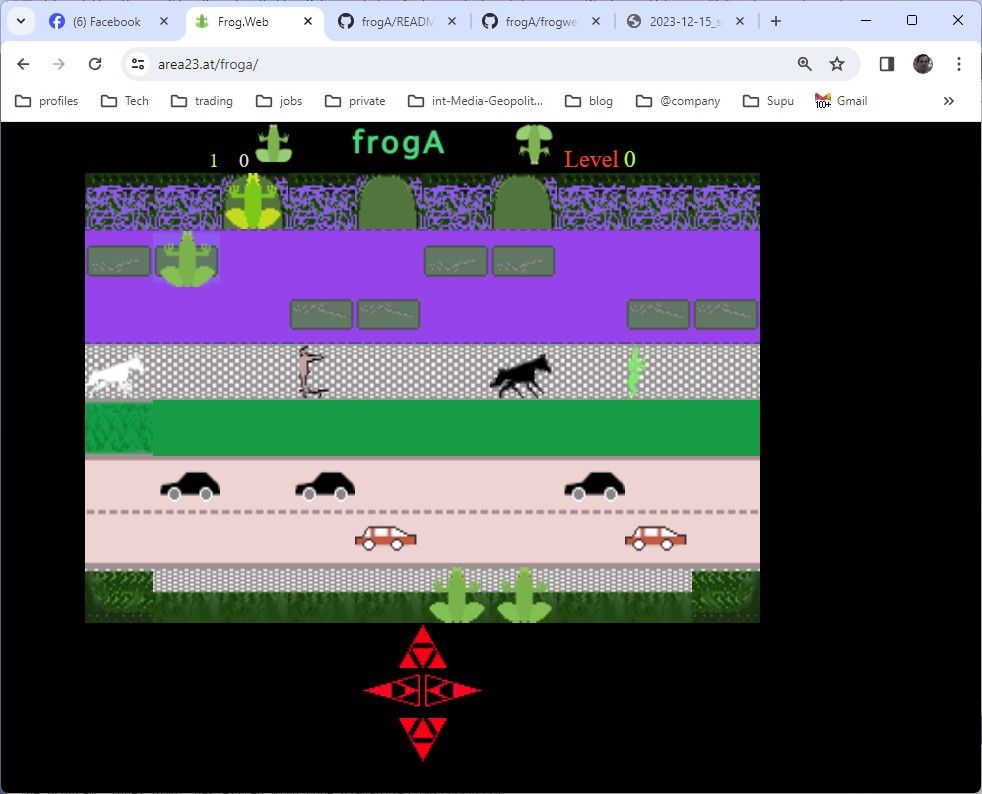 (6) Facebook
Frog.Web
frogA/READM
frogA/frogwe
2023-12-15_s
area23.at/froga/
profiles
Tech
trading
jobs
private
int-Media-Geopolit...
blog
@company
Supu
100+
Gmail
frogA
1 0
Level 0